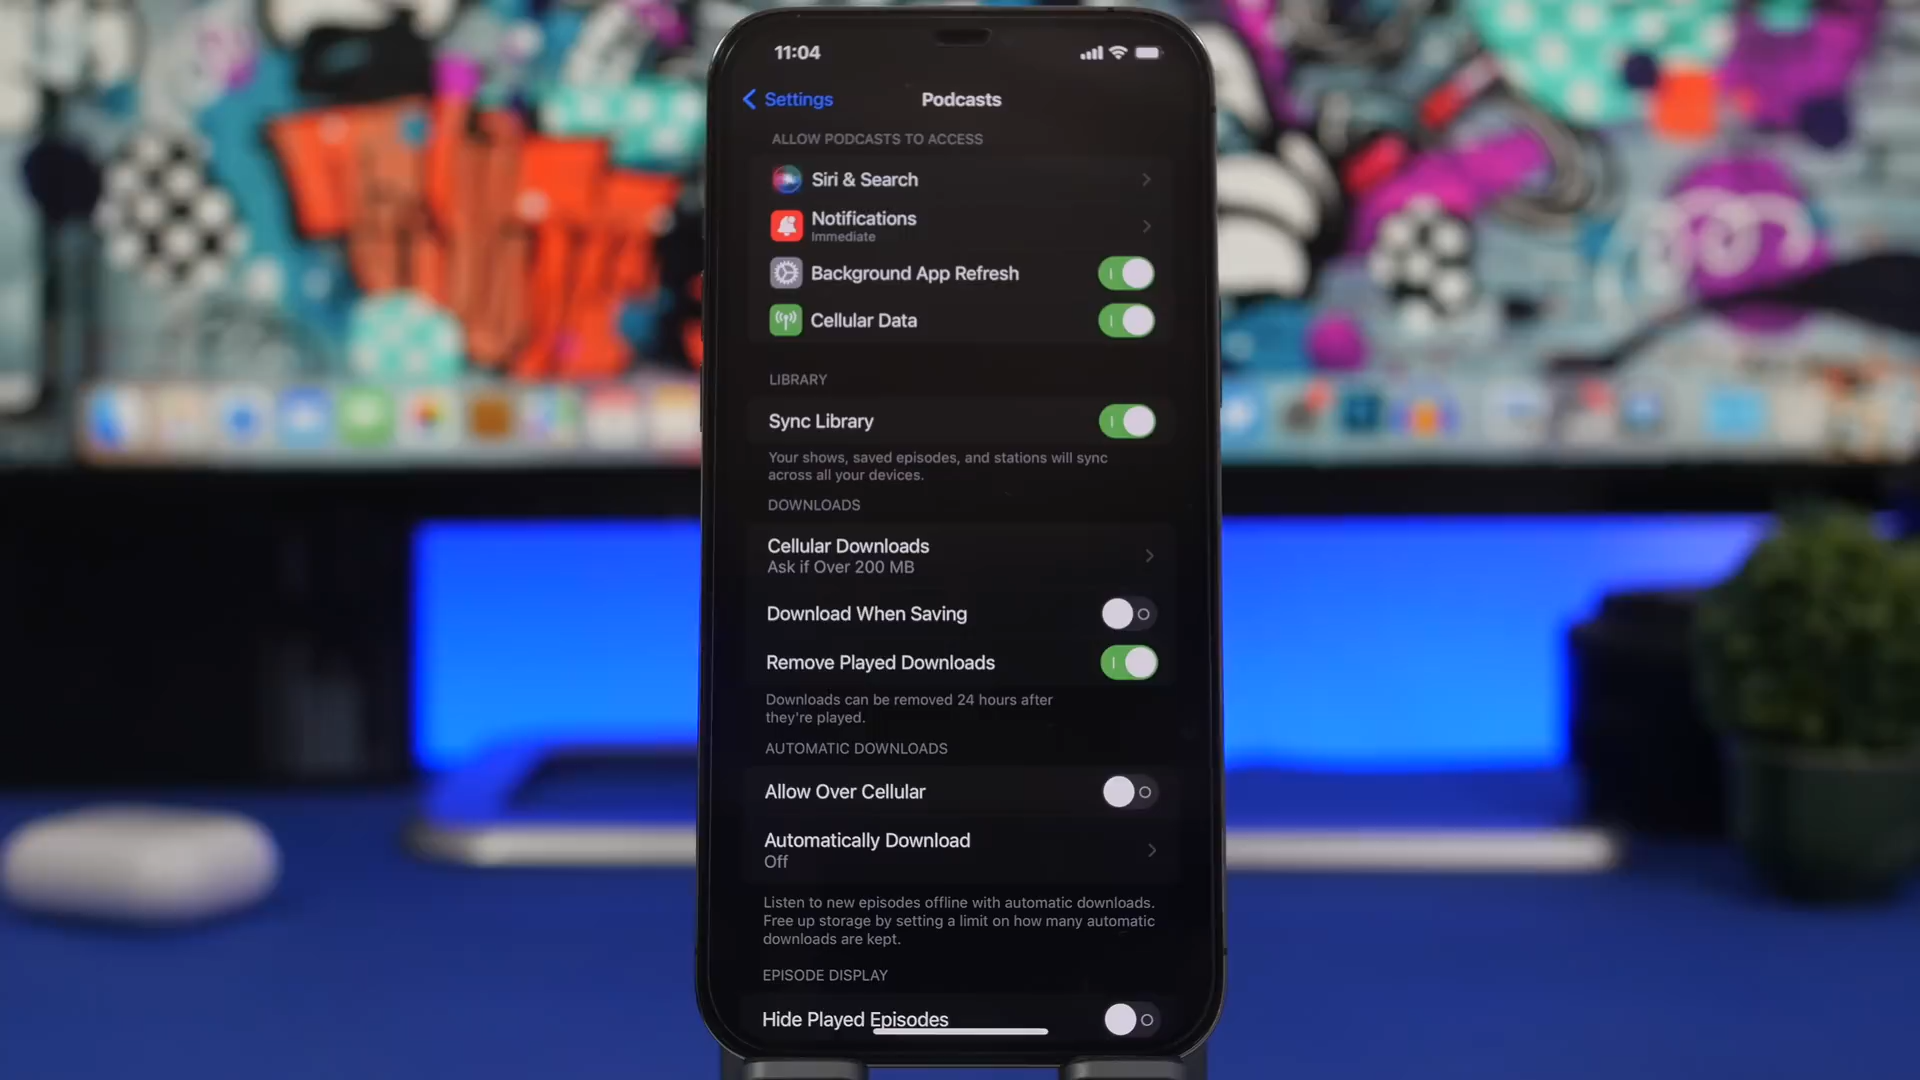 11:04
Settings
Podcasts
ALLOW PODCASTS TO ACCESS
Siri & Search
Notifications
Immediate
Background App Refresh
Cellular Data
LIBRARY
Sync Library
Your shows, saved episodes, and stations will sync
across all your devices.
DOWNLOADS
Cellular Downloads
Ask if Over 200 MB
Download When Saving
Remove Played Downloads
Downloads can be removed 24 hours after
they're played.
AUTOMATIC DOWNLOADS
Allow Over Cellular
Automatically Download
Off
Listen to new episodes offline with automatic downloads.
Free up storage by setting a limit on how many automatic
downloads are kept.
EPISODE DISPLAY
Hide Played Episodes